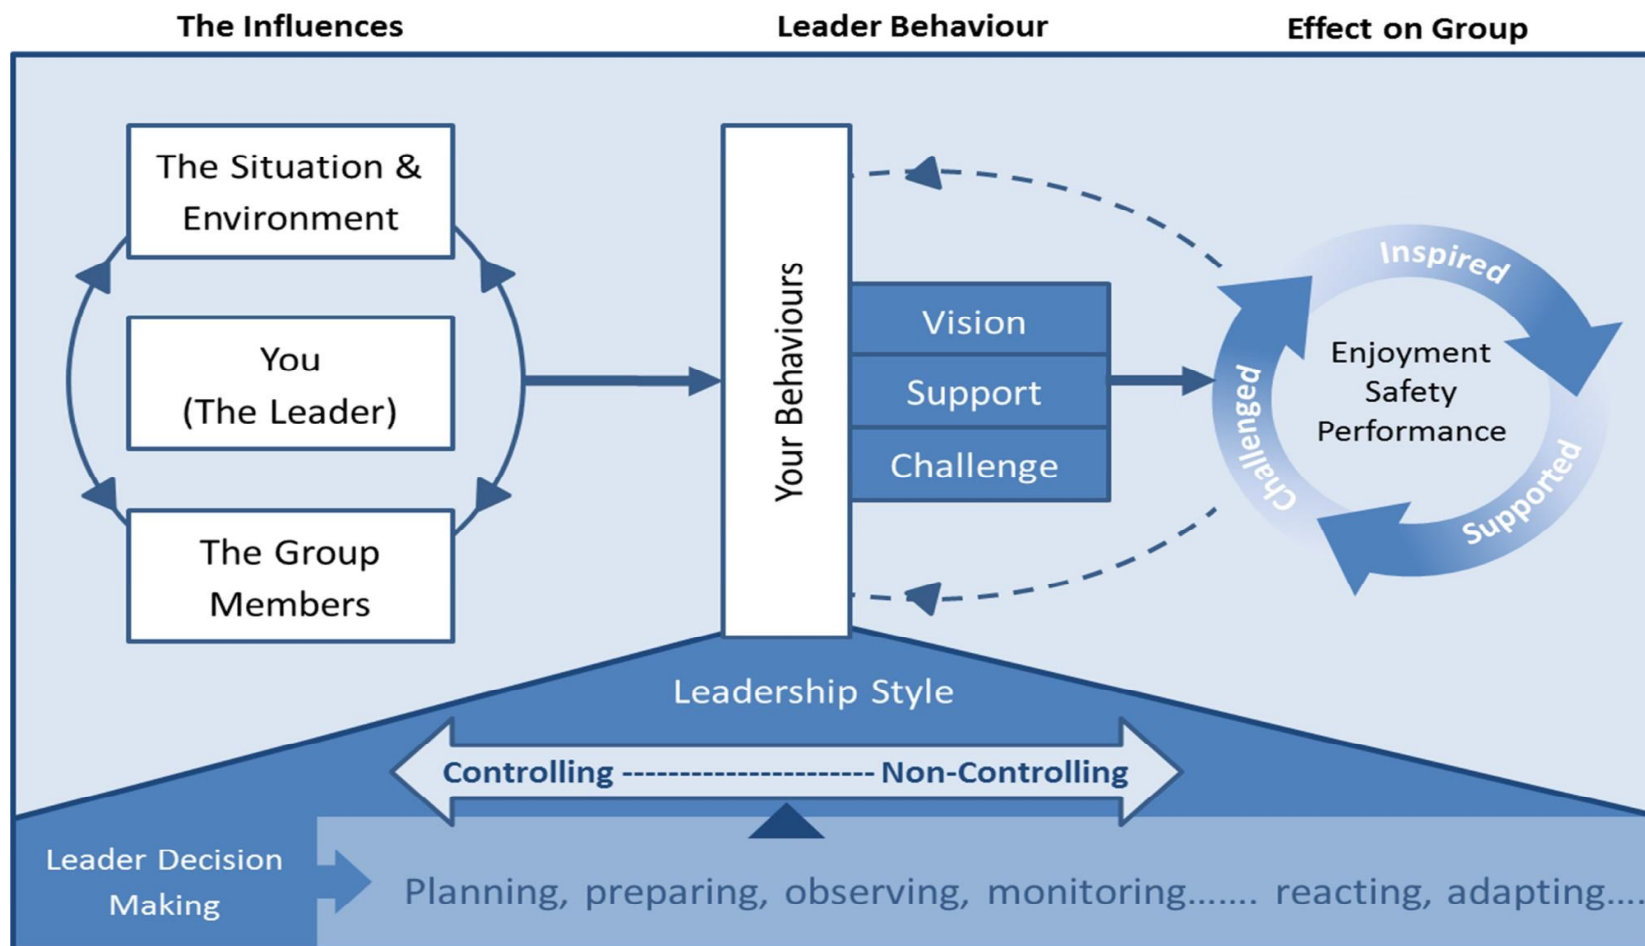 The Influences
Leader Behaviour
Effect on Group
The Situation &
Environment
You
(The Leader)
The Group
Members
Your Behaviours
Vision
Support
Challenge
Inspired
Supported
Challenged
Enjoyment
Safety
Performance
Leadership Style
Controlling ---------------------- Non-Controlling
Leader Decision
Making
Planning, preparing, observing, monitoring....... reacting, adapting....